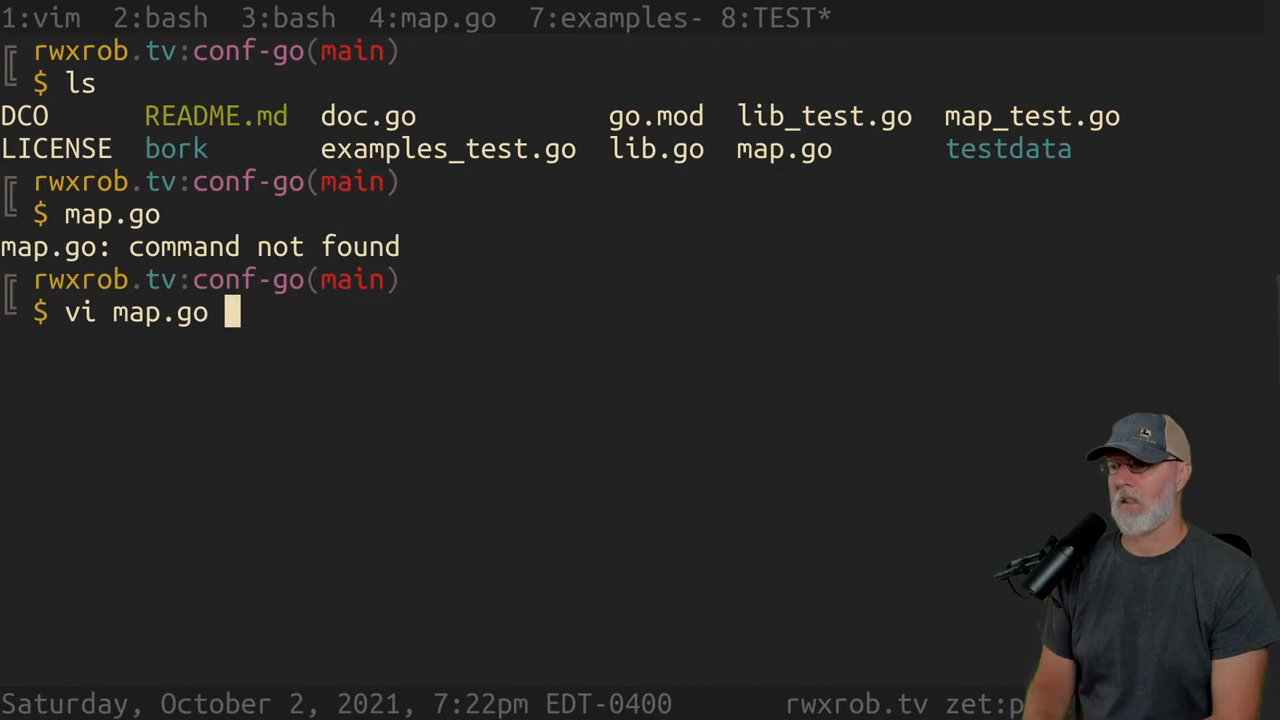 1:vim 2:bash 3:bash 4:map.go 7:examples- 8:TEST*
rwxrob.tv:conf-go(main)
$ ls
DCO README.md doc.go go.mod lib_test.go map_test.go
LICENSE bork examples_test.go lib.go map.go testdata
rwxrob.tv:conf-go(main)
$ map.go
map.go: command not found
rwxrob.tv:conf-go(main)
$ vi map.go
Saturday, October 2, 2021, 7:22pm EDT-0400 rwxrob.tv zet:p